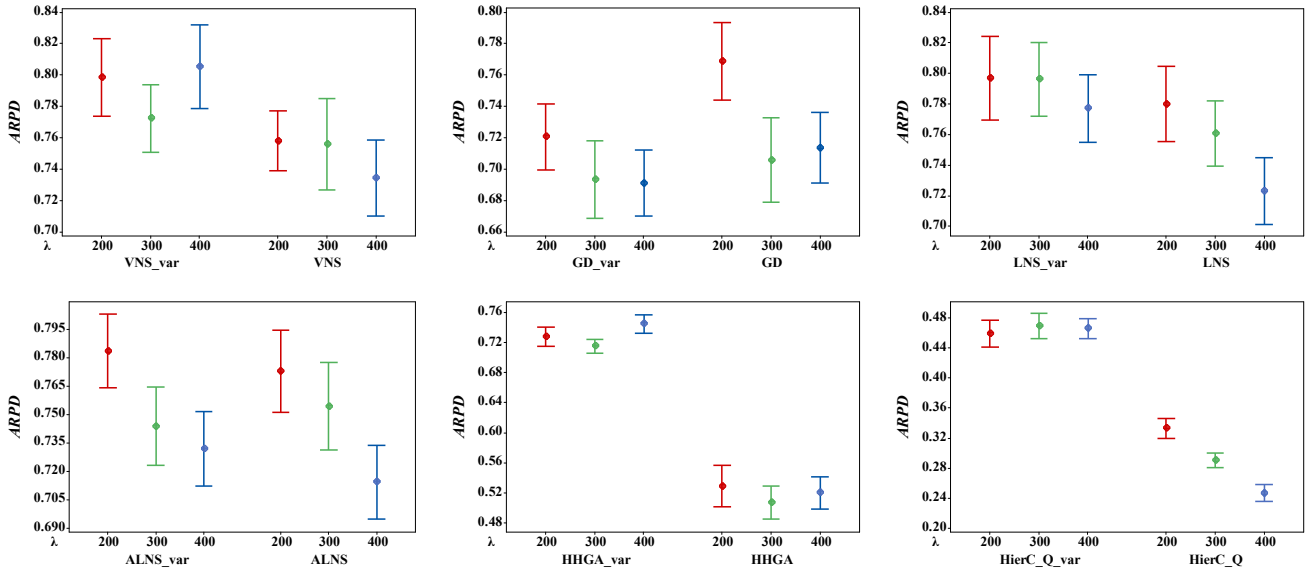 ARPD
0.84
0.82
0.80
0.78
0.76
0.74
0.72
0.70
λ 200 300 400 200 300 400
VNS_var VNS
ARPD
0.80
0.78
0.76
0.74
0.72
0.70
0.68
0.66
λ 200 300 400 200 300 400
GD_var GD
ARPD
0.84
0.82
0.80
0.78
0.76
0.74
0.72
0.70
λ 200 300 400 200 300 400
LNS_var LNS
ARPD
0.795
0.780
0.765
0.750
0.735
0.720
0.705
0.690
λ 200 300 400 200 300 400
ALNS_var ALNS
ARPD
0.76
0.72
0.68
0.64
0.60
0.56
0.52
0.48
λ 200 300 400 200 300 400
HHGA_var HHGA
ARPD
0.48
0.44
0.40
0.36
0.32
0.28
0.24
0.20
λ 200 300 400 200 300 400
HierC_Q_var HierC_Q